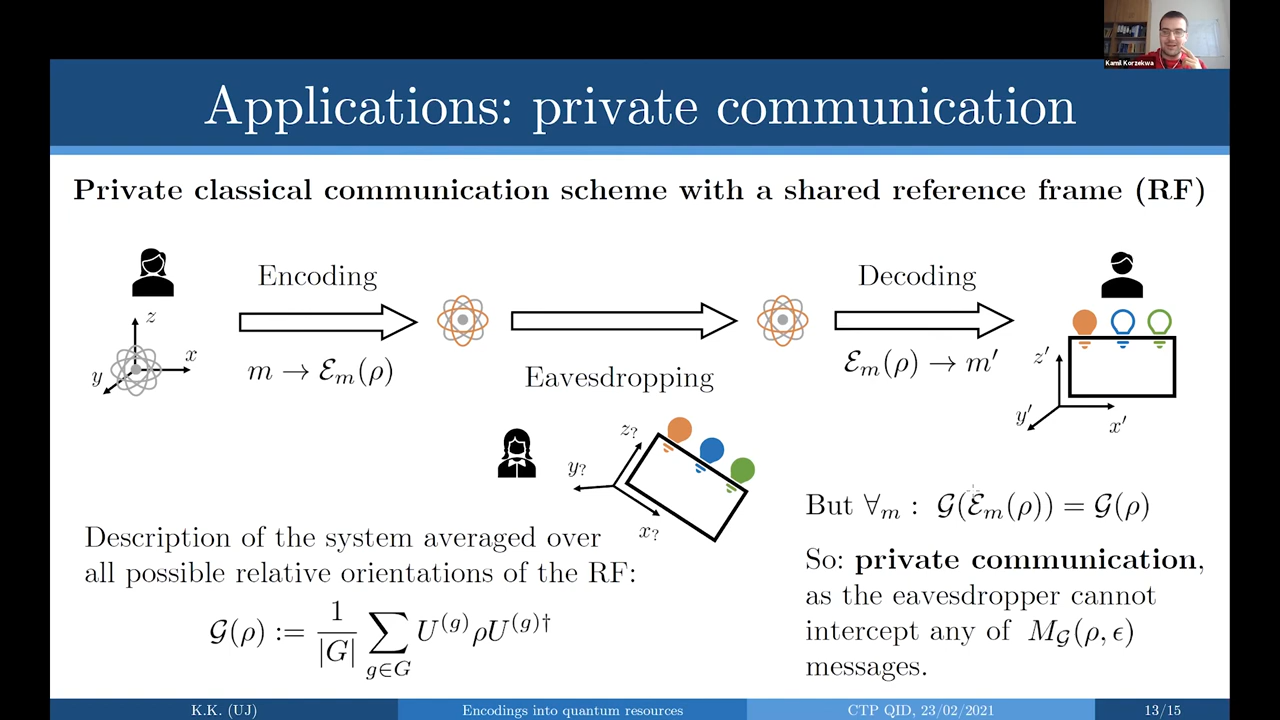 Kamil Korzekwa
Applications: private communication
Private classical communication scheme with a shared reference frame (RF)
Encoding
Decoding
z
x
y
m → ℰ_m(ρ)
Eavesdropping
ℰ_m(ρ) → m′
z′
y′
x′
z?
y?
x?
Description of the system averaged over
all possible relative orientations of the RF:
𝒢(ρ) := 1/|G| ∑_{g∈G} U^{(g)} ρ U^{(g)†}
But ∀_m : 𝒢(ℰ_m(ρ)) = 𝒢(ρ)
So: private communication,
as the eavesdropper cannot
intercept any of M_𝒢(ρ, ϵ)
messages.
K.K. (UJ)
Encodings into quantum resources
CTP QID, 23/02/2021
13/15